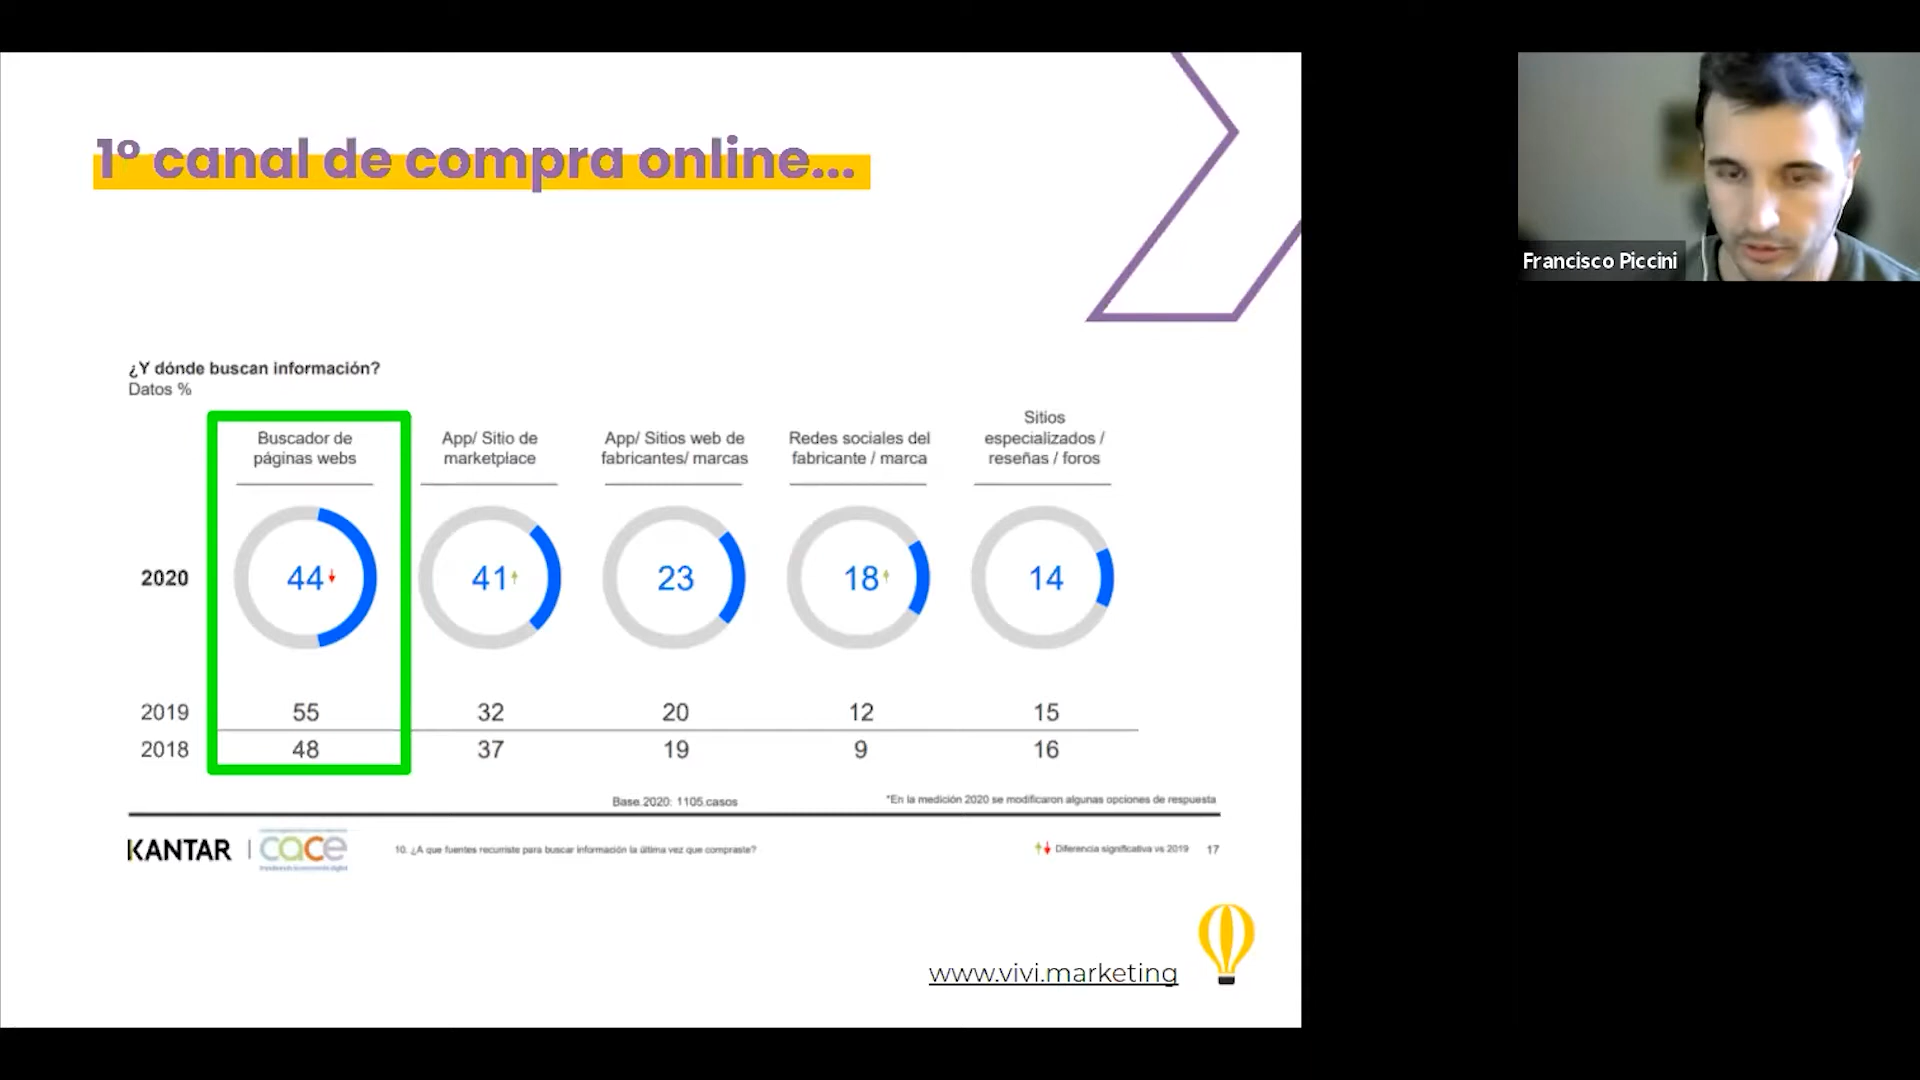 1º canal de compra online...
Francisco Piccini
¿Y dónde buscan información?
Datos %
Buscador de
páginas webs
App/ Sitio de
marketplace
App/ Sitios web de
fabricantes/ marcas
Redes sociales del
fabricante / marca
Sitios
especializados /
reseñas / foros
2020 44 41 23 18 14
2019 55 32 20 12 15
2018 48 37 19 9 16
Base 2020: 1105 casos
*En la medición 2020 se modificaron algunas opciones de respuesta
KANTAR | cace
10. ¿A que fuentes recurriste para buscar información la última vez que compraste?
Diferencia significativa vs 2019 17
www.vivi.marketing